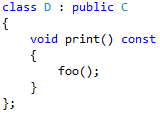 class D : public C
{
    void print() const
    {
        foo();
    }
};